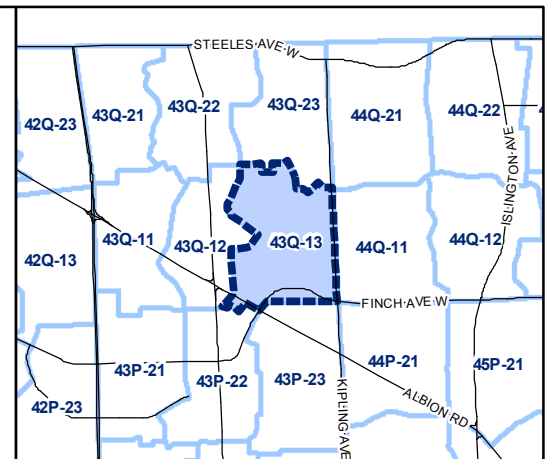 STEELES AVE W
42Q-23
43Q-21
43Q-22
43Q-23
44Q-21
44Q-22
ISLINGTON AVE
42Q-13
43Q-11
43Q-12
43Q-13
44Q-11
44Q-12
FINCH AVE W
43P-21
43P-22
43P-23
44P-21
45P-21
42P-23
KIPLING AVE
ALBION RD